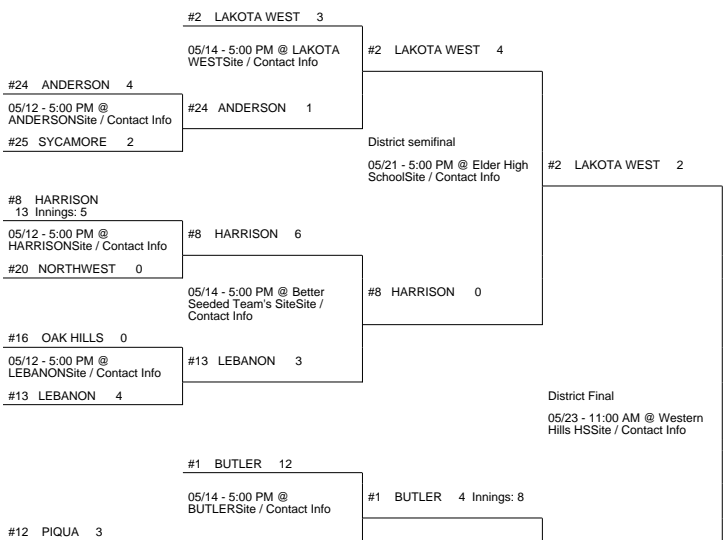 #2 LAKOTA WEST 3
05/14 - 5:00 PM @ LAKOTA
WESTSite / Contact Info
#2 LAKOTA WEST 4
#24 ANDERSON 4
05/12 - 5:00 PM @
ANDERSONSite / Contact Info
#24 ANDERSON 1
#25 SYCAMORE 2
District semifinal
05/21 - 5:00 PM @ Elder High
SchoolSite / Contact Info
#2 LAKOTA WEST 2
#8 HARRISON
13 Innings: 5
05/12 - 5:00 PM @
HARRISONSite / Contact Info
#8 HARRISON 6
#20 NORTHWEST 0
05/14 - 5:00 PM @ Better
Seeded Team's SiteSite /
Contact Info
#8 HARRISON 0
#16 OAK HILLS 0
05/12 - 5:00 PM @
LEBANONSite / Contact Info
#13 LEBANON 3
#13 LEBANON 4
District Final
05/23 - 11:00 AM @ Western
Hills HSSite / Contact Info
#1 BUTLER 12
05/14 - 5:00 PM @
BUTLERSite / Contact Info
#1 BUTLER 4 Innings: 8
#12 PIQUA 3